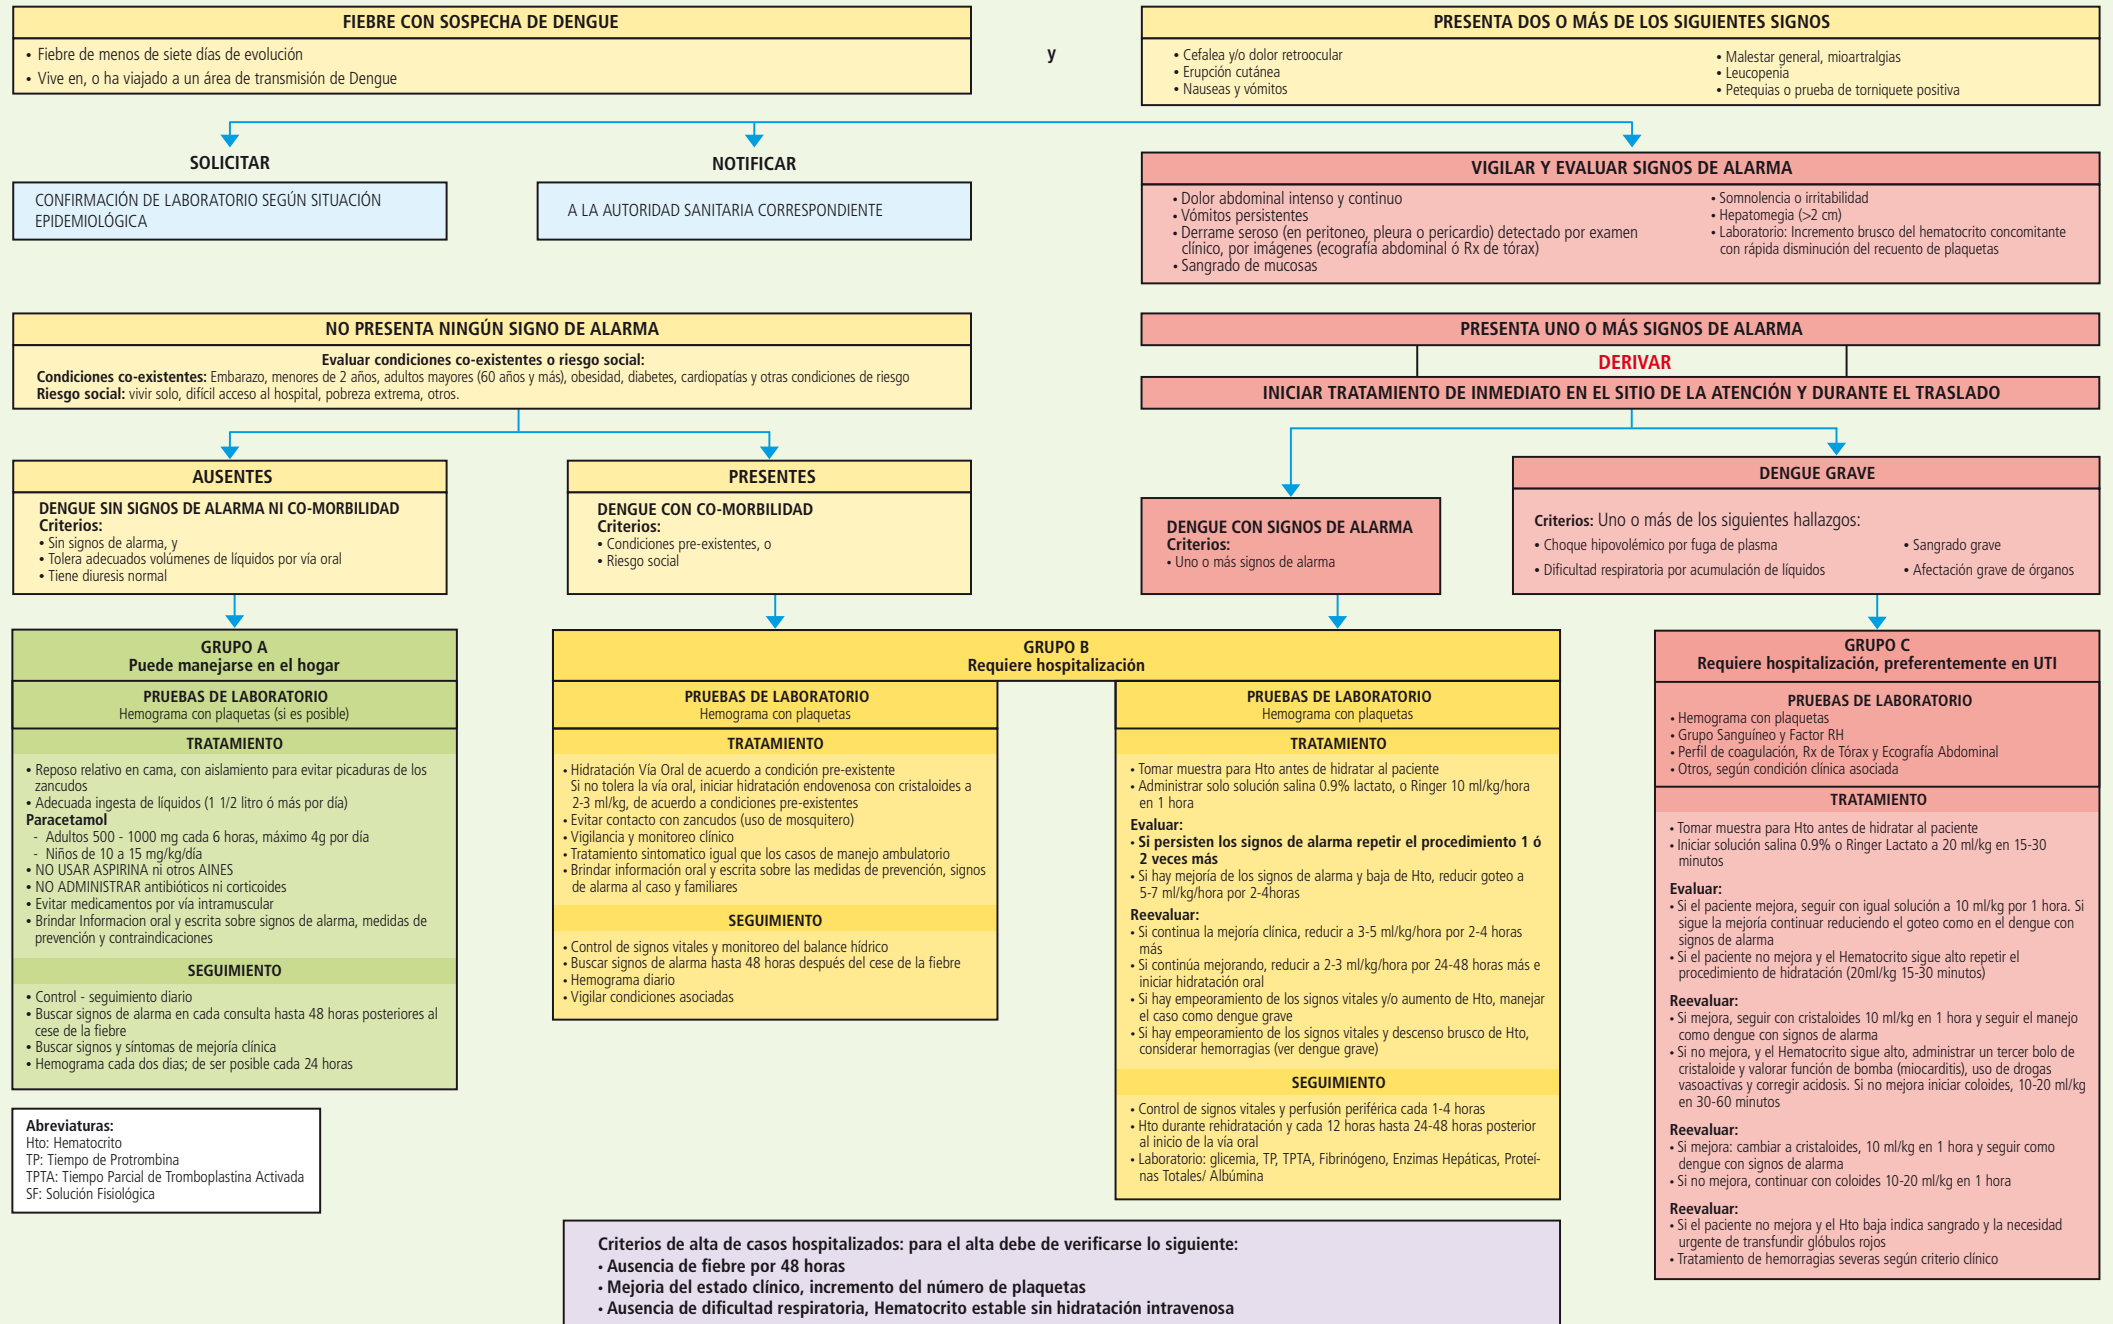 FIEBRE CON SOSPECHA DE DENGUE
• Fiebre de menos de siete días de evolución
• Vive en, o ha viajado a un área de transmisión de Dengue
y
PRESENTA DOS O MÁS DE LOS SIGUIENTES SIGNOS
• Cefalea y/o dolor retroocular
• Erupción cutánea
• Nauseas y vómitos
• Malestar general, mioartralgias
• Leucopenia
• Petequias o prueba de torniquete positiva
SOLICITAR
CONFIRMACIÓN DE LABORATORIO SEGÚN SITUACIÓN
EPIDEMIOLÓGICA
NOTIFICAR
A LA AUTORIDAD SANITARIA CORRESPONDIENTE
VIGILAR Y EVALUAR SIGNOS DE ALARMA
• Dolor abdominal intenso y continuo
• Vómitos persistentes
• Derrame seroso (en peritoneo, pleura o pericardio) detectado por examen
clínico, por imágenes (ecografía abdominal ó Rx de tórax)
• Sangrado de mucosas
• Somnolencia o irritabilidad
• Hepatomegia (>2 cm)
• Laboratorio: Incremento brusco del hematocrito concomitante
con rápida disminución del recuento de plaquetas
NO PRESENTA NINGÚN SIGNO DE ALARMA
Evaluar condiciones co-existentes o riesgo social:
Condiciones co-existentes: Embarazo, menores de 2 años, adultos mayores (60 años y más), obesidad, diabetes, cardiopatías y otras condiciones de riesgo
Riesgo social: vivir solo, difícil acceso al hospital, pobreza extrema, otros.
PRESENTA UNO O MÁS SIGNOS DE ALARMA
DERIVAR
INICIAR TRATAMIENTO DE INMEDIATO EN EL SITIO DE LA ATENCIÓN Y DURANTE EL TRASLADO
AUSENTES
DENGUE SIN SIGNOS DE ALARMA NI CO-MORBILIDAD
Criterios:
• Sin signos de alarma, y
• Tolera adecuados volúmenes de líquidos por vía oral
• Tiene diuresis normal
PRESENTES
DENGUE CON CO-MORBILIDAD
Criterios:
• Condiciones pre-existentes, o
• Riesgo social
DENGUE CON SIGNOS DE ALARMA
Criterios:
• Uno o más signos de alarma
DENGUE GRAVE
Criterios: Uno o más de los siguientes hallazgos:
• Choque hipovolémico por fuga de plasma
• Dificultad respiratoria por acumulación de líquidos
• Sangrado grave
• Afectación grave de órganos
GRUPO A
Puede manejarse en el hogar
PRUEBAS DE LABORATORIO
Hemograma con plaquetas (si es posible)
TRATAMIENTO
• Reposo relativo en cama, con aislamiento para evitar picaduras de los
zancudos
• Adecuada ingesta de líquidos (1 1/2 litro ó más por día)
Paracetamol
- Adultos 500 - 1000 mg cada 6 horas, máximo 4g por día
- Niños de 10 a 15 mg/kg/día
• NO USAR ASPIRINA ni otros AINES
• NO ADMINISTRAR antibióticos ni corticoides
• Evitar medicamentos por vía intramuscular
• Brindar Informacion oral y escrita sobre signos de alarma, medidas de
prevención y contraindicaciones
SEGUIMIENTO
• Control - seguimiento diario
• Buscar signos de alarma en cada consulta hasta 48 horas posteriores al
cese de la fiebre
• Buscar signos y síntomas de mejoría clínica
• Hemograma cada dos dias; de ser posible cada 24 horas
Abreviaturas:
Hto: Hematocrito
TP: Tiempo de Protrombina
TPTA: Tiempo Parcial de Tromboplastina Activada
SF: Solución Fisiológica
GRUPO B
Requiere hospitalización
PRUEBAS DE LABORATORIO
Hemograma con plaquetas
TRATAMIENTO
• Hidratación Vía Oral de acuerdo a condición pre-existente
Si no tolera la vía oral, iniciar hidratación endovenosa con cristaloides a
2-3 ml/kg, de acuerdo a condiciones pre-existentes
• Evitar contacto con zancudos (uso de mosquitero)
• Vigilancia y monitoreo clínico
• Tratamiento sintomatico igual que los casos de manejo ambulatorio
• Brindar información oral y escrita sobre las medidas de prevención, signos
de alarma al caso y familiares
SEGUIMIENTO
• Control de signos vitales y monitoreo del balance hídrico
• Buscar signos de alarma hasta 48 horas después del cese de la fiebre
• Hemograma diario
• Vigilar condiciones asociadas
PRUEBAS DE LABORATORIO
Hemograma con plaquetas
TRATAMIENTO
• Tomar muestra para Hto antes de hidratar al paciente
• Administrar solo solución salina 0.9% lactato, o Ringer 10 ml/kg/hora
en 1 hora
Evaluar:
• Si persisten los signos de alarma repetir el procedimiento 1 ó
2 veces más
• Si hay mejoría de los signos de alarma y baja de Hto, reducir goteo a
5-7 ml/kg/hora por 2-4horas
Reevaluar:
• Si continua la mejoría clínica, reducir a 3-5 ml/kg/hora por 2-4 horas
más
• Si continúa mejorando, reducir a 2-3 ml/kg/hora por 24-48 horas más e
iniciar hidratación oral
• Si hay empeoramiento de los signos vitales y/o aumento de Hto, manejar
el caso como dengue grave
• Si hay empeoramiento de los signos vitales y descenso brusco de Hto,
considerar hemorragias (ver dengue grave)
SEGUIMIENTO
• Control de signos vitales y perfusión periférica cada 1-4 horas
• Hto durante rehidratación y cada 12 horas hasta 24-48 horas posterior
al inicio de la vía oral
• Laboratorio: glicemia, TP, TPTA, Fibrinógeno, Enzimas Hepáticas, Proteí-
nas Totales/ Albúmina
GRUPO C
Requiere hospitalización, preferentemente en UTI
PRUEBAS DE LABORATORIO
• Hemograma con plaquetas
• Grupo Sanguíneo y Factor RH
• Perfil de coagulación, Rx de Tórax y Ecografía Abdominal
• Otros, según condición clínica asociada
TRATAMIENTO
• Tomar muestra para Hto antes de hidratar al paciente
• Iniciar solución salina 0.9% o Ringer Lactato a 20 ml/kg en 15-30
minutos
Evaluar:
• Si el paciente mejora, seguir con igual solución a 10 ml/kg por 1 hora. Si
sigue la mejoría continuar reduciendo el goteo como en el dengue con
signos de alarma
• Si el paciente no mejora y el Hematocrito sigue alto repetir el
procedimiento de hidratación (20ml/kg 15-30 minutos)
Reevaluar:
• Si mejora, seguir con cristaloides 10 ml/kg en 1 hora y seguir el manejo
como dengue con signos de alarma
• Si no mejora, y el Hematocrito sigue alto, administrar un tercer bolo de
cristaloide y valorar función de bomba (miocarditis), uso de drogas
vasoactivas y corregir acidosis. Si no mejora iniciar coloides, 10-20 ml/kg
en 30-60 minutos
Reevaluar:
• Si mejora: cambiar a cristaloides, 10 ml/kg en 1 hora y seguir como
dengue con signos de alarma
• Si no mejora, continuar con coloides 10-20 ml/kg en 1 hora
Reevaluar:
• Si el paciente no mejora y el Hto baja indica sangrado y la necesidad
urgente de transfundir glóbulos rojos
• Tratamiento de hemorragias severas según criterio clínico
Criterios de alta de casos hospitalizados: para el alta debe de verificarse lo siguiente:
• Ausencia de fiebre por 48 horas
• Mejoria del estado clínico, incremento del número de plaquetas
• Ausencia de dificultad respiratoria, Hematocrito estable sin hidratación intravenosa